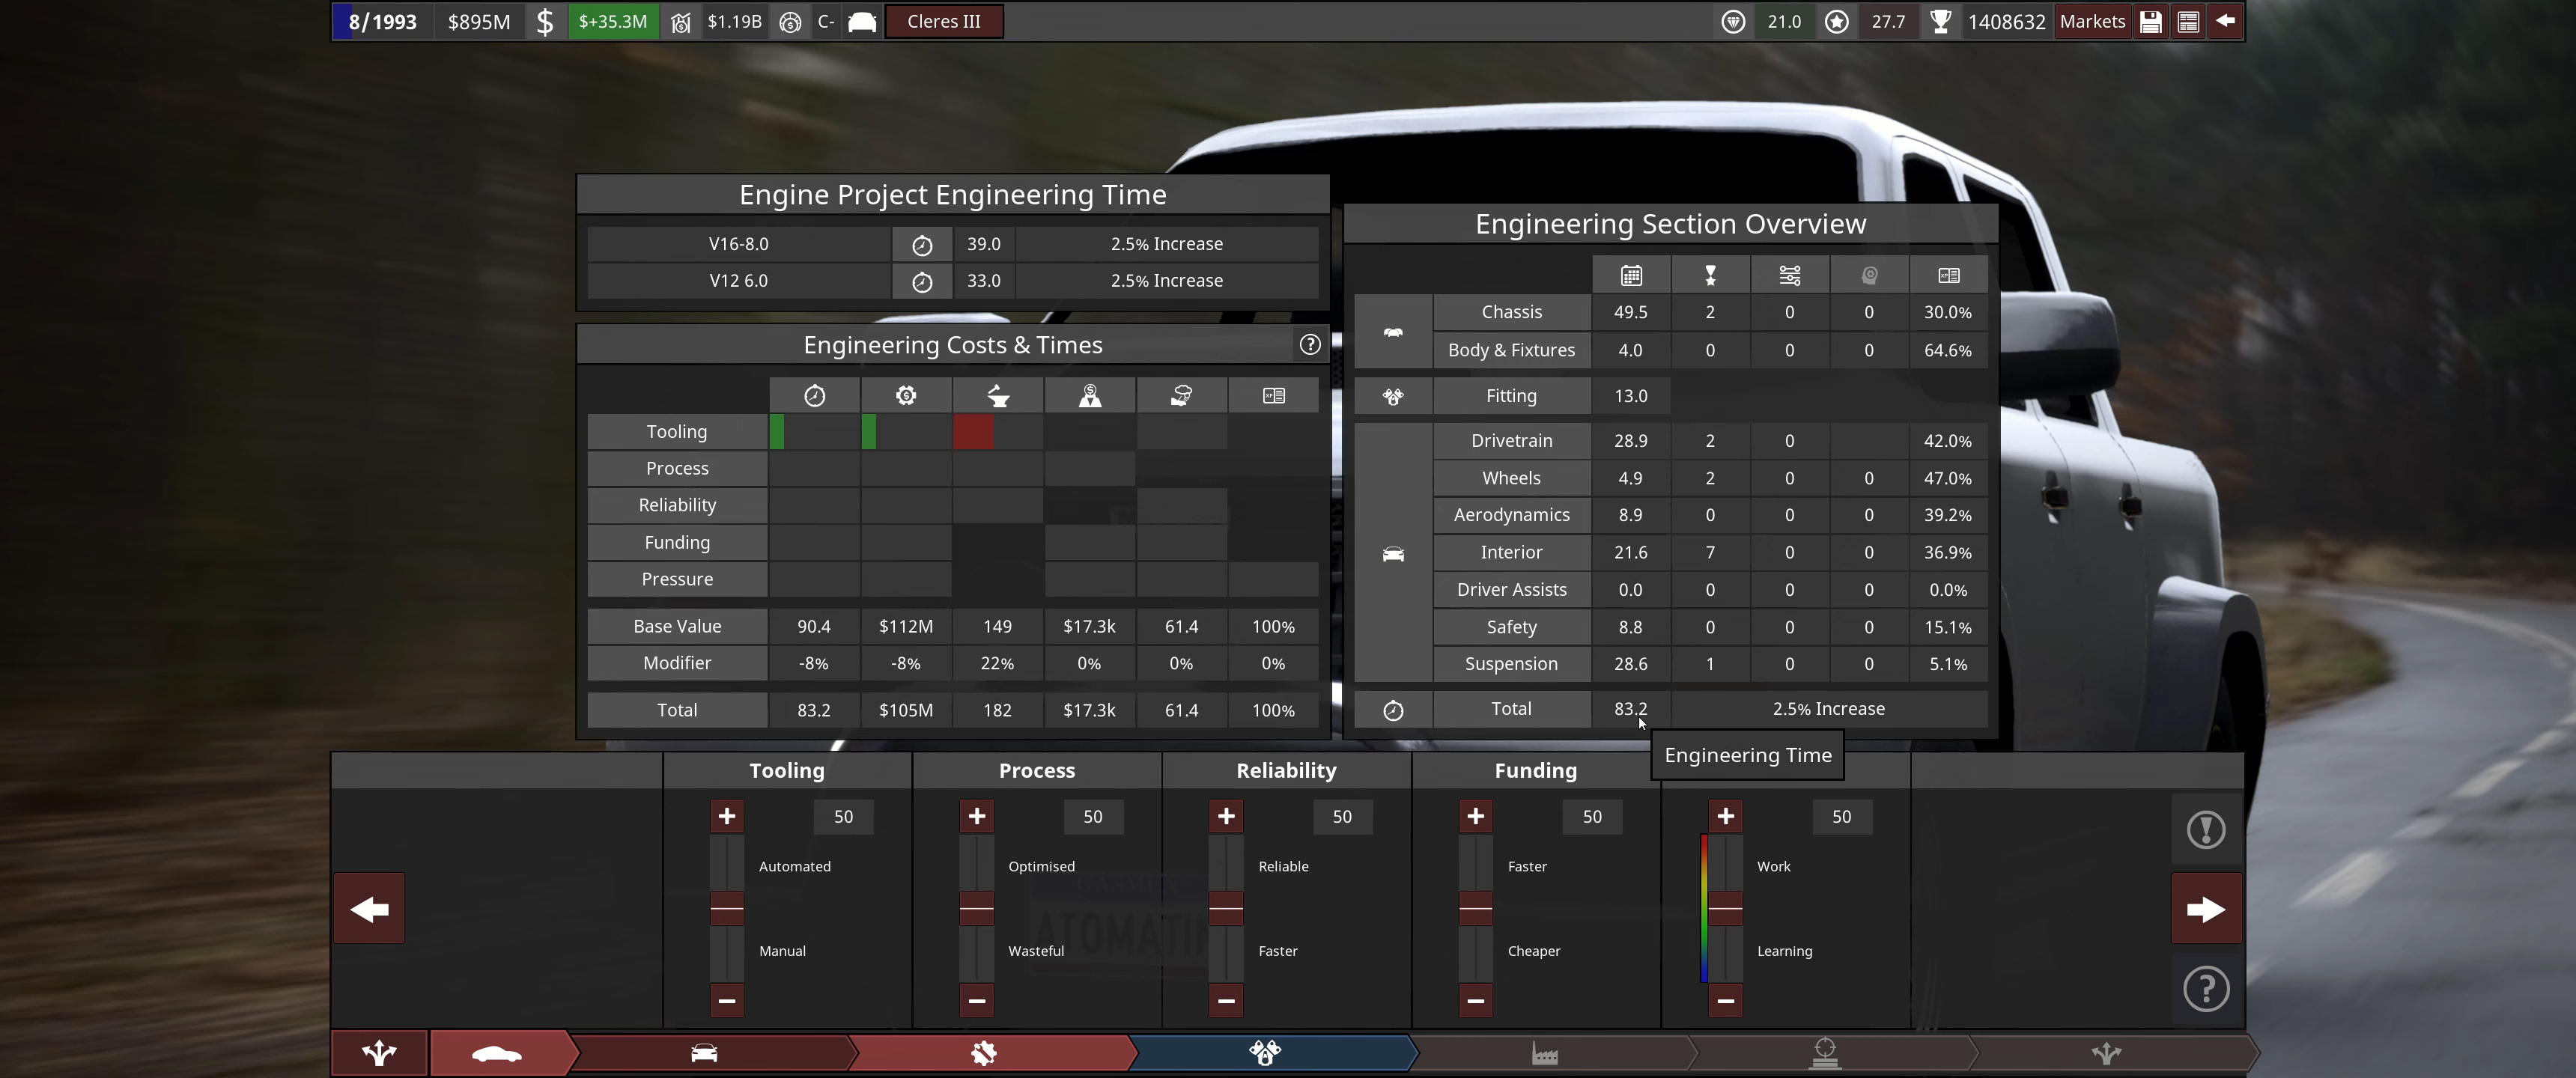 8/1993 $895M $+35.3M $1.19B C- Cleres III 21.0 27.7 1408632 Markets
Engine Project Engineering Time
V16-8.0 39.0 2.5% Increase
V12 6.0 33.0 2.5% Increase
Engineering Costs & Times
Tooling
Process
Reliability
Funding
Pressure
Base Value 90.4 $112M 149 $17.3k 61.4 100%
Modifier -8% -8% 22% 0% 0% 0%
Total 83.2 $105M 182 $17.3k 61.4 100%
Engineering Section Overview
Chassis 49.5 2 0 0 30.0%
Body & Fixtures 4.0 0 0 0 64.6%
Fitting 13.0
Drivetrain 28.9 2 0 42.0%
Wheels 4.9 2 0 0 47.0%
Aerodynamics 8.9 0 0 0 39.2%
Interior 21.6 7 0 0 36.9%
Driver Assists 0.0 0 0 0 0.0%
Safety 8.8 0 0 0 15.1%
Suspension 28.6 1 0 0 5.1%
Total 83.2 2.5% Increase
Engineering Time
Tooling Process Reliability Funding
50 50 50 50 50
Automated Optimised Reliable Faster Work
Manual Wasteful Faster Cheaper Learning